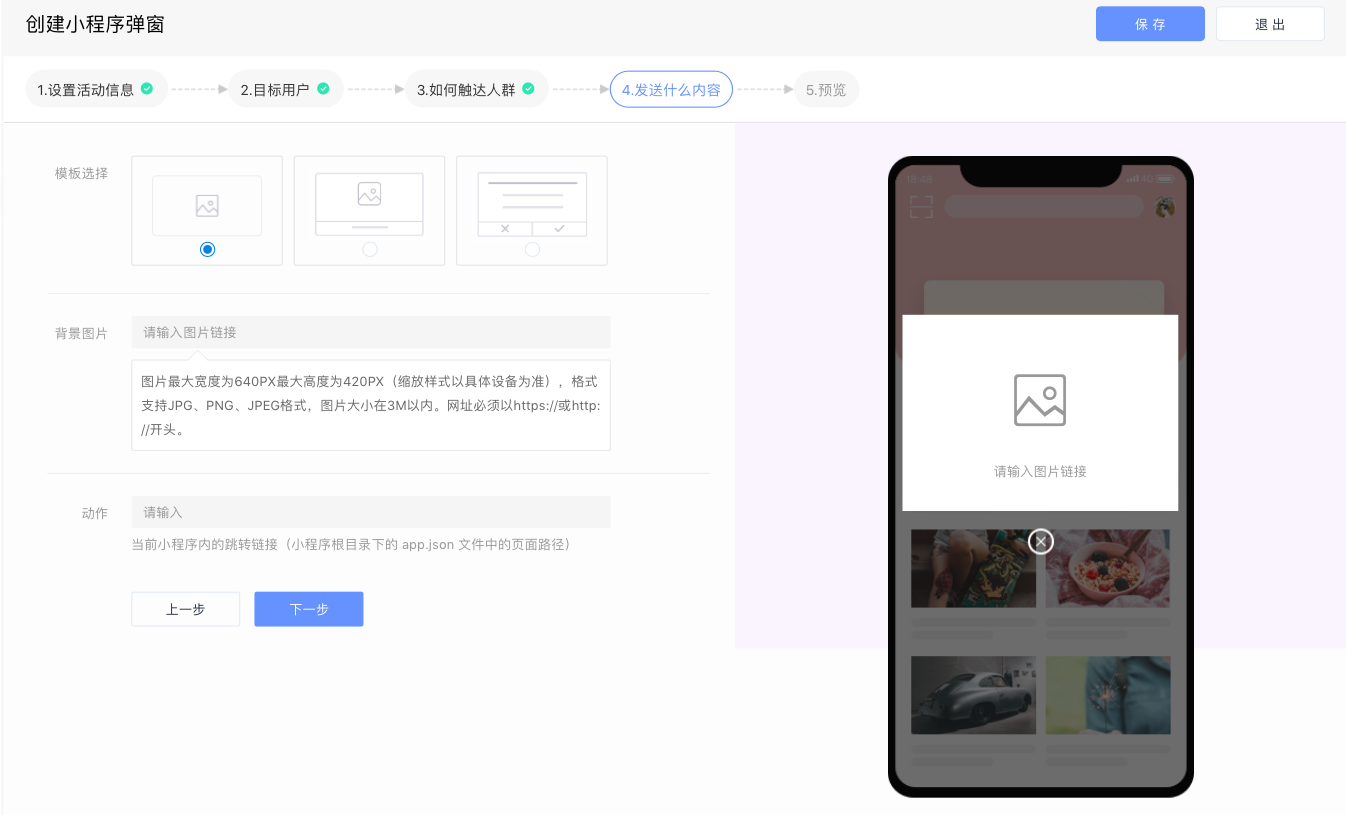 创建小程序弹窗
保存
退出
1.设置活动信息
2.目标用户
3.如何触达人群
4.发送什么内容
5.预览
模板选择
背景图片
请输入图片链接
图片最大宽度为640PX最大高度为420PX（缩放样式以具体设备为准），格式
支持JPG、PNG、JPEG格式，图片大小在3M以内。网址必须以https://或http:
//开头。
动作
请输入
当前小程序内的跳转链接（小程序根目录下的 app.json 文件中的页面路径）
上一步
下一步
18:48
4G
请输入图片链接